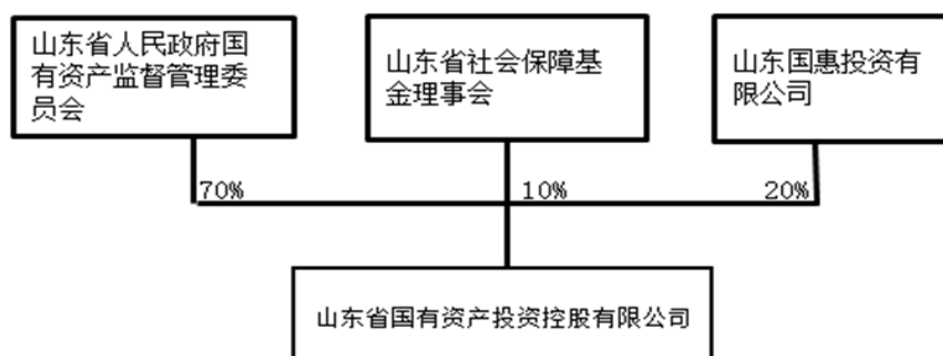 山东省人民政府国
有资产监督管理委
员会
山东省社会保障基
金理事会
山东国惠投资有
限公司
70%
10%
20%
山东省国有资产投资控股有限公司